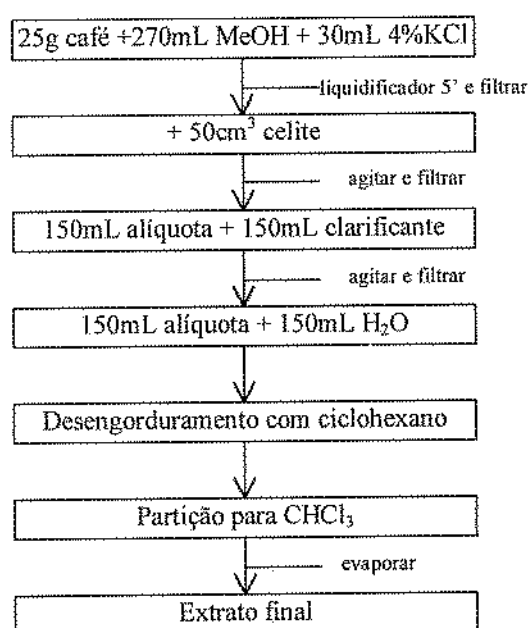 25g café +270mL MeOH + 30mL 4%KCl
liquidificador 5' e filtrar
+ 50cm³ celite
agitar e filtrar
150mL alíquota + 150mL clarificante
agitar e filtrar
150mL alíquota + 150mL H₂O
Desengorduramento com ciclohexano
Partição para CHCl₃
evaporar
Extrato final